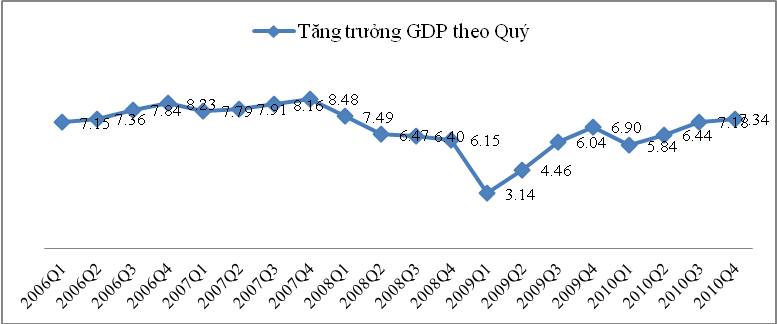 Tăng trưởng GDP theo Quý
7.15
7.36
7.84
8.23
7.79
7.91
8.16
8.48
7.49
6.47
6.40
6.15
3.14
4.46
6.04
6.90
5.84
6.44
7.18
7.34
2006Q1
2006Q2
2006Q3
2006Q4
2007Q1
2007Q2
2007Q3
2007Q4
2008Q1
2008Q2
2008Q3
2008Q4
2009Q1
2009Q2
2009Q3
2009Q4
2010Q1
2010Q2
2010Q3
2010Q4